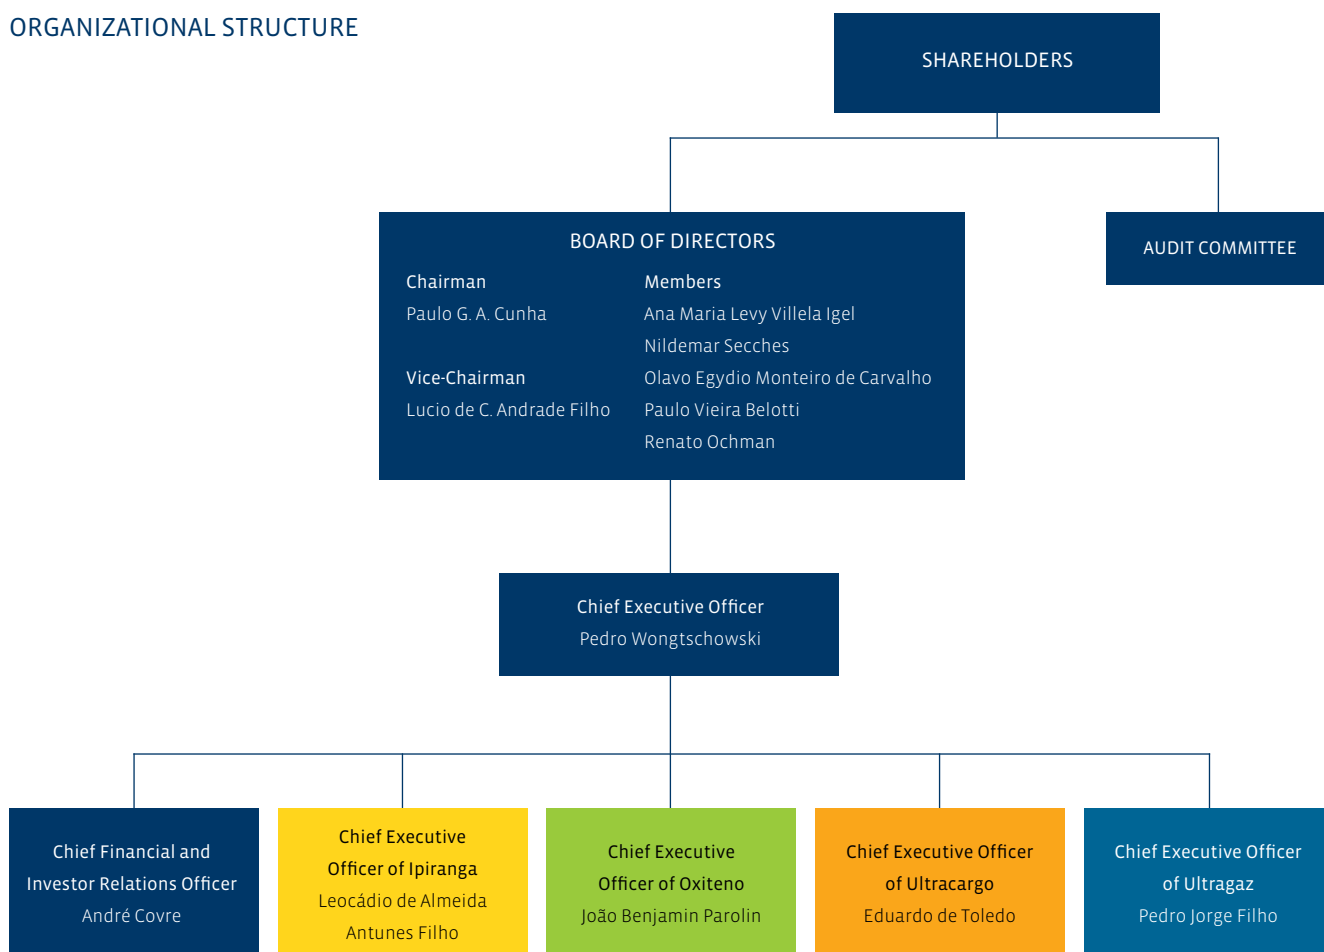 ORGANIZATIONAL STRUCTURE
SHAREHOLDERS
BOARD OF DIRECTORS
Chairman
Paulo G. A. Cunha
Vice-Chairman
Lucio de C. Andrade Filho
Members
Ana Maria Levy Villela Igel
Nildemar Secches
Olavo Egydio Monteiro de Carvalho
Paulo Vieira Belotti
Renato Ochman
AUDIT COMMITTEE
Chief Executive Officer
Pedro Wongtschowski
Chief Financial and
Investor Relations Officer
André Covre
Chief Executive
Officer of Ipiranga
Leocádio de Almeida
Antunes Filho
Chief Executive
Officer of Oxiteno
João Benjamin Parolin
Chief Executive Officer
of Ultracargo
Eduardo de Toledo
Chief Executive Officer
of Ultragaz
Pedro Jorge Filho